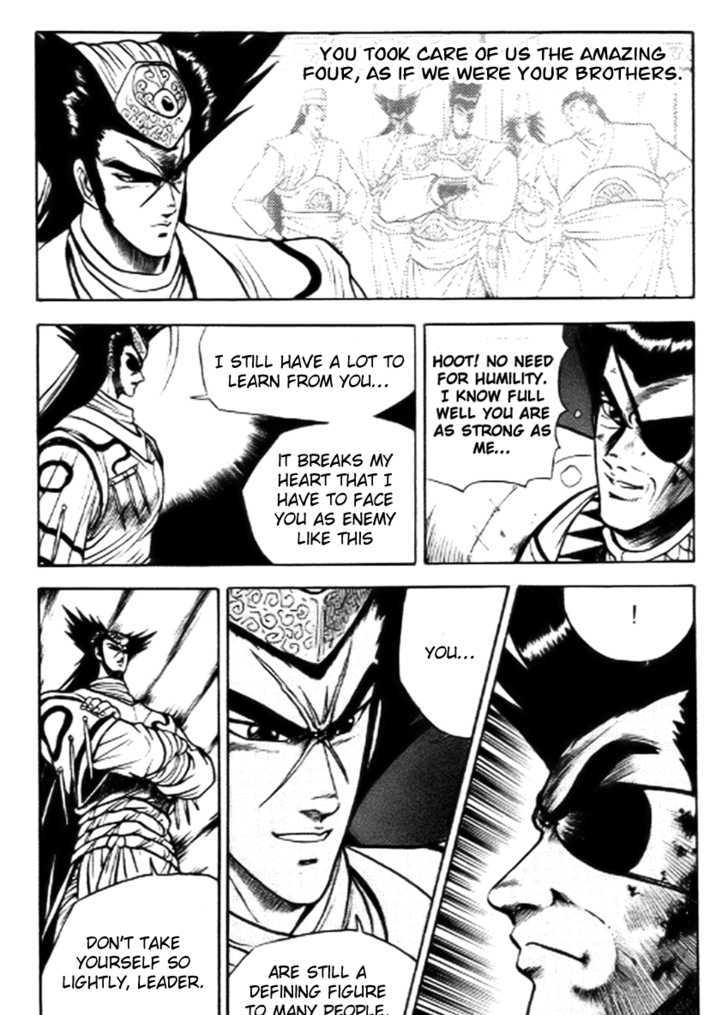 YOU TOOK CARE OF US THE AMAZING
FOUR, AS IF WE WERE YOUR BROTHERS.
I STILL HAVE A LOT TO
LEARN FROM YOU...
IT BREAKS MY
HEART THAT I
HAVE TO FACE
YOU AS ENEMY
LIKE THIS
HOOT! NO NEED
FOR HUMILITY.
I KNOW FULL
WELL YOU ARE
AS STRONG AS
ME...
DON'T TAKE
YOURSELF SO
LIGHTLY, LEADER.
YOU...
ARE STILL A
DEFINING FIGURE
TO MANY PEOPLE.
!